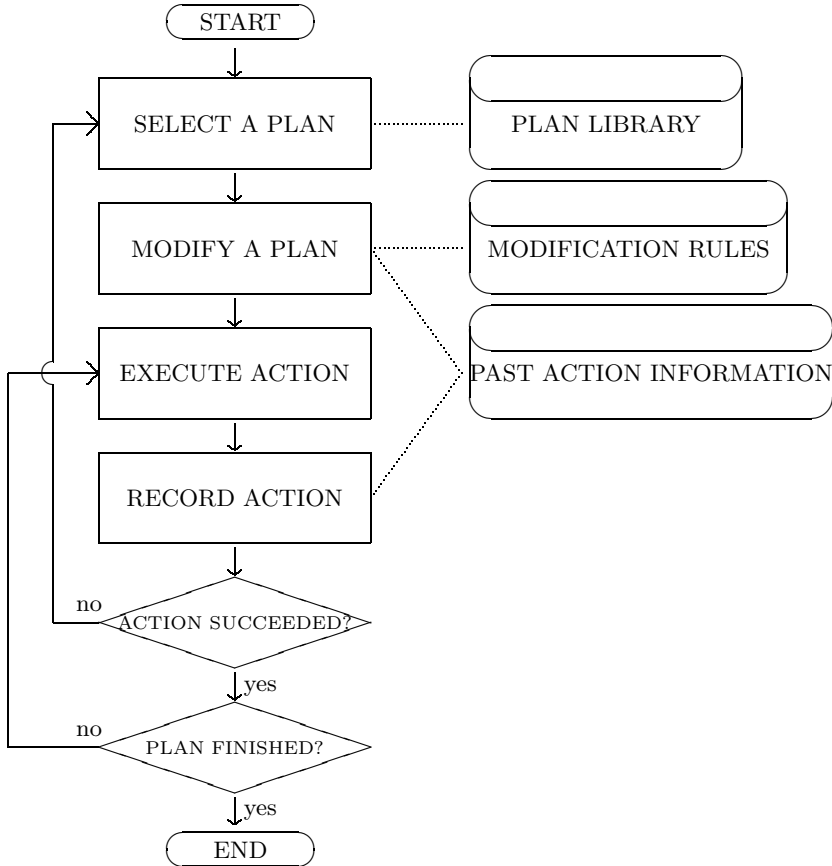 START
SELECT A PLAN
PLAN LIBRARY
MODIFY A PLAN
MODIFICATION RULES
EXECUTE ACTION
PAST ACTION INFORMATION
RECORD ACTION
no
ACTION SUCCEEDED?
yes
no
PLAN FINISHED?
yes
END